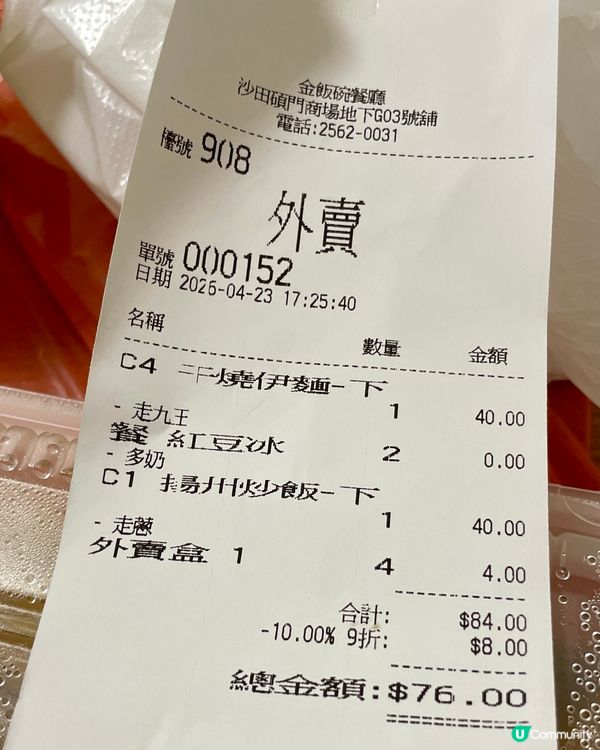 金飯碗餐廳
沙田碩門商場地下G03號舖
電話:2562-0031
檯號 908
外賣
單號 000152
日期 2026-04-23 17:25:40
名稱 數量 金額
C4 干燒伊麵-下
1 40.00
- 走九王
餐 紅豆冰
2 0.00
- 多奶
C1 揚州炒飯-下
1 40.00
- 走蔥
外賣盒 1
4 4.00
合計: $84.00
-10.00% 9折: $8.00
總金額:$76.00
U Community